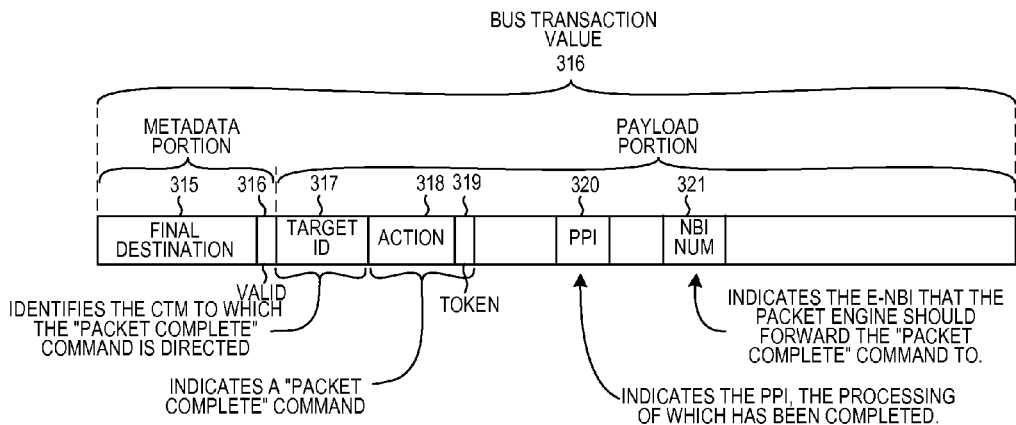 BUS TRANSACTION
VALUE
316
METADATA
PORTION
PAYLOAD
PORTION
315
316
317
318
319
320
321
FINAL
DESTINATION
TARGET
ID
ACTION
PPI
NBI
NUM
VALID
TOKEN
IDENTIFIES THE CTM TO WHICH
THE "PACKET COMPLETE"
COMMAND IS DIRECTED
INDICATES A "PACKET
COMPLETE" COMMAND
INDICATES THE PPI, THE PROCESSING
OF WHICH HAS BEEN COMPLETED.
INDICATES THE E-NBI THAT THE
PACKET ENGINE SHOULD
FORWARD THE "PACKET
COMPLETE" COMMAND TO.